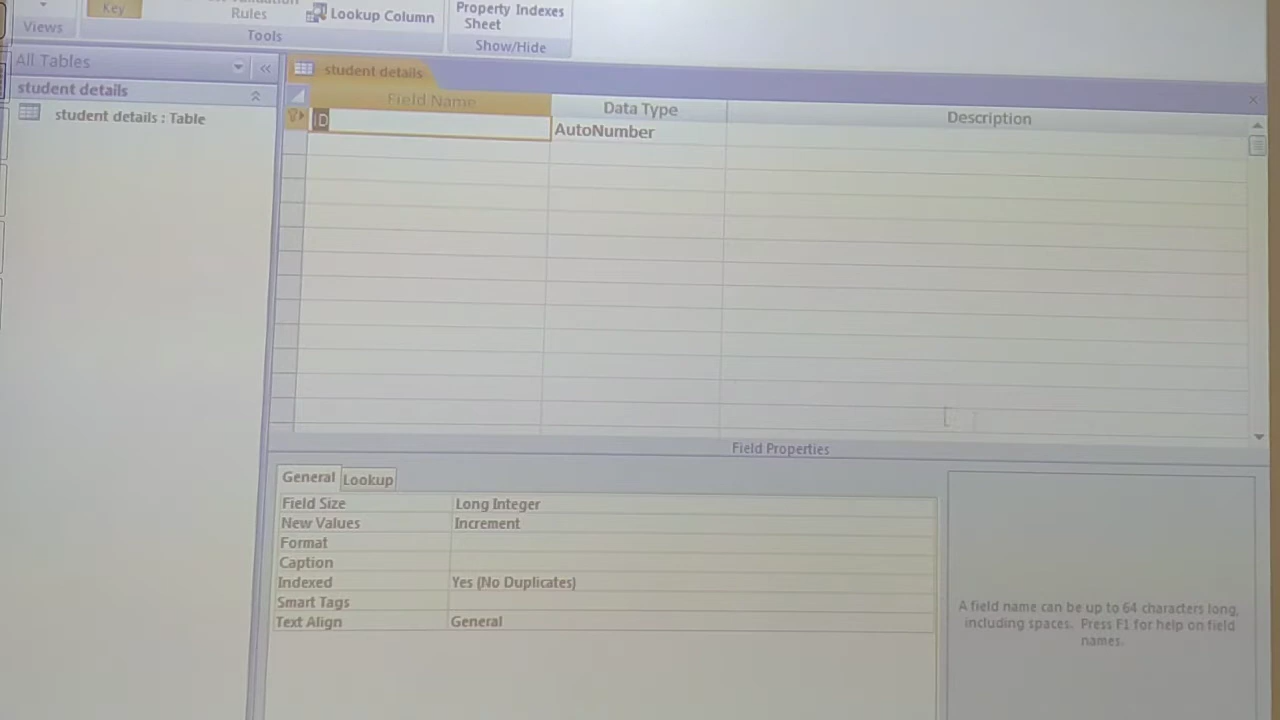 Key
Rules
Lookup Column
Property Indexes
Sheet
Views
Tools
Show/Hide
All Tables
student details
student details : Table
student details
Field Name
Data Type
Description
ID
AutoNumber
Field Properties
General
Lookup
Field Size Long Integer
New Values Increment
Format
Caption
Indexed Yes (No Duplicates)
Smart Tags
Text Align General
A field name can be up to 64 characters long,
including spaces. Press F1 for help on field
names.